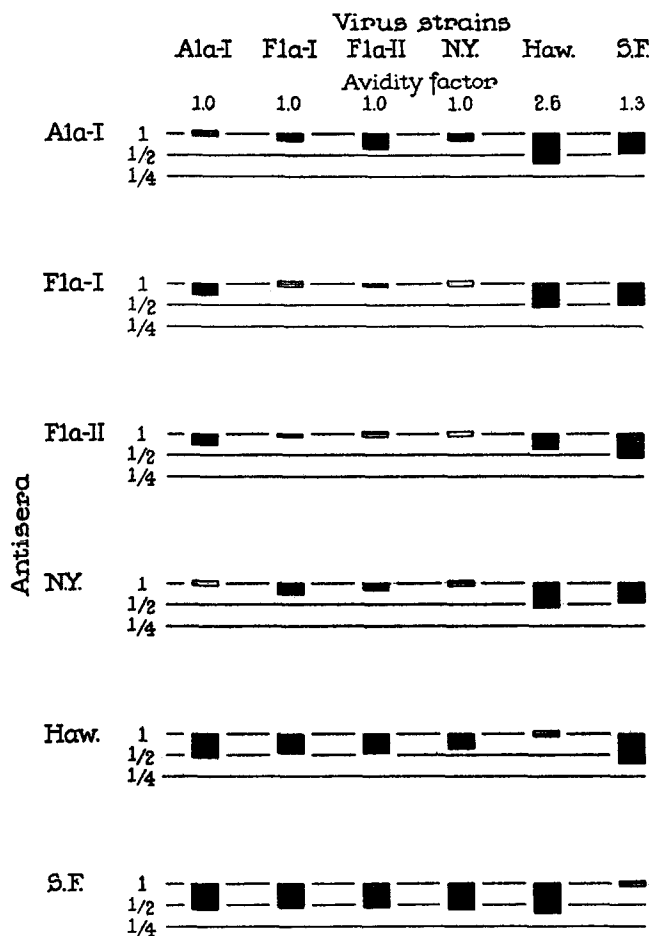 Virus strains
Ala-I Fla-I Fla-II N.Y. Haw. S.F.
Avidity factor
1.0 1.0 1.0 1.0 2.6 1.3
Antisera
Ala-I 1
1/2
1/4
Fla-I 1
1/2
1/4
Fla-II 1
1/2
1/4
N.Y. 1
1/2
1/4
Haw. 1
1/2
1/4
S.F. 1
1/2
1/4